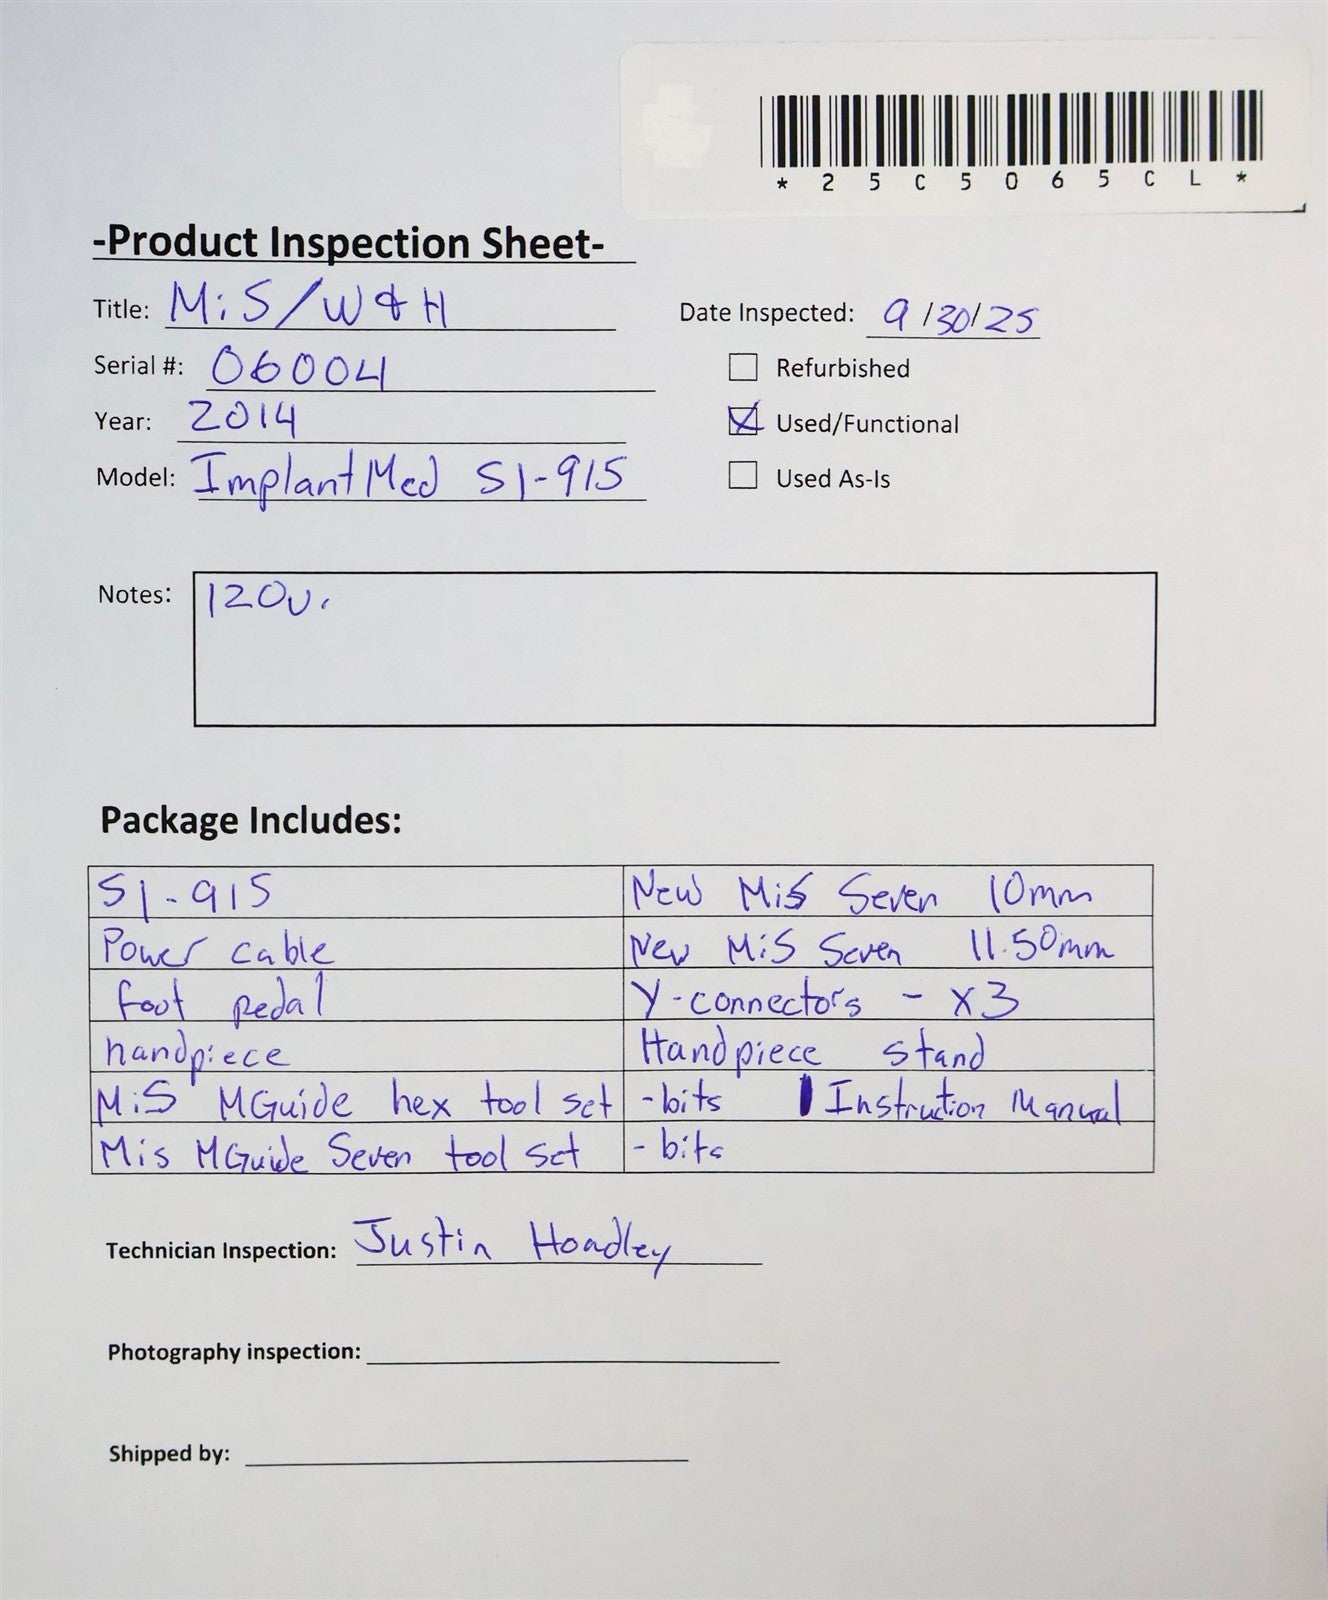 * 2 5 C 5 0 6 5 C L *
-Product Inspection Sheet-
Title: MiS/W&H
Date Inspected: 9/30/25
Serial #: 06004
Refurbished
Year: 2014
Used/Functional
Model: ImplantMed SI-915
Used As-Is
Notes: 120v.
Package Includes:
SI-915 New MiS Seven 10mm
Power cable New MiS Seven 11.50mm
foot pedal Y-connectors - x3
handpiece Handpiece stand
MiS MGuide hex tool set -bits Instruction Manual
Mis MGuide Seven tool set - bits
Technician Inspection: Justin Hoadley
Photography inspection:
Shipped by: